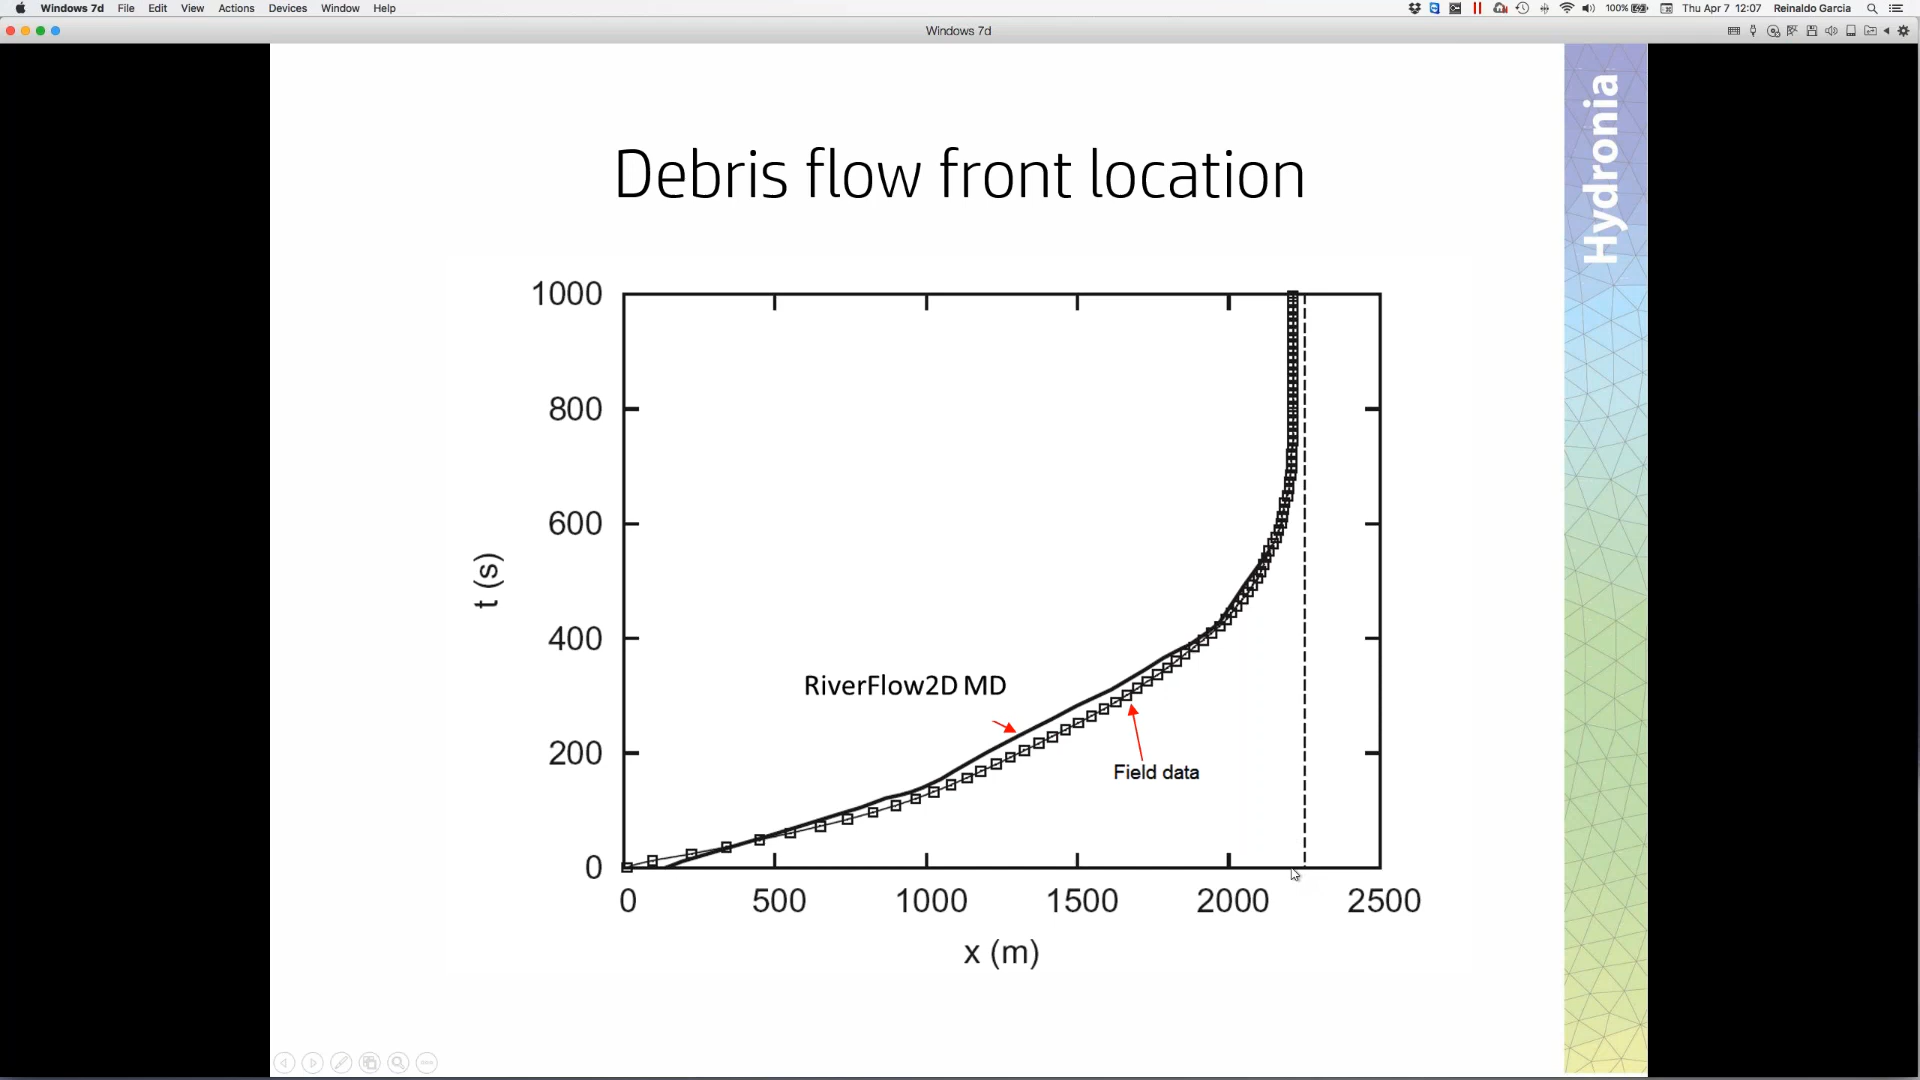 Windows 7d File Edit View Actions Devices Window Help
100% Thu Apr 7 12:07 Reinaldo Garcia
Windows 7d
Hydronia
Debris flow front location
1000
800
600
400
200
0
t (s)
RiverFlow2D MD
Field data
0 500 1000 1500 2000 2500
x (m)